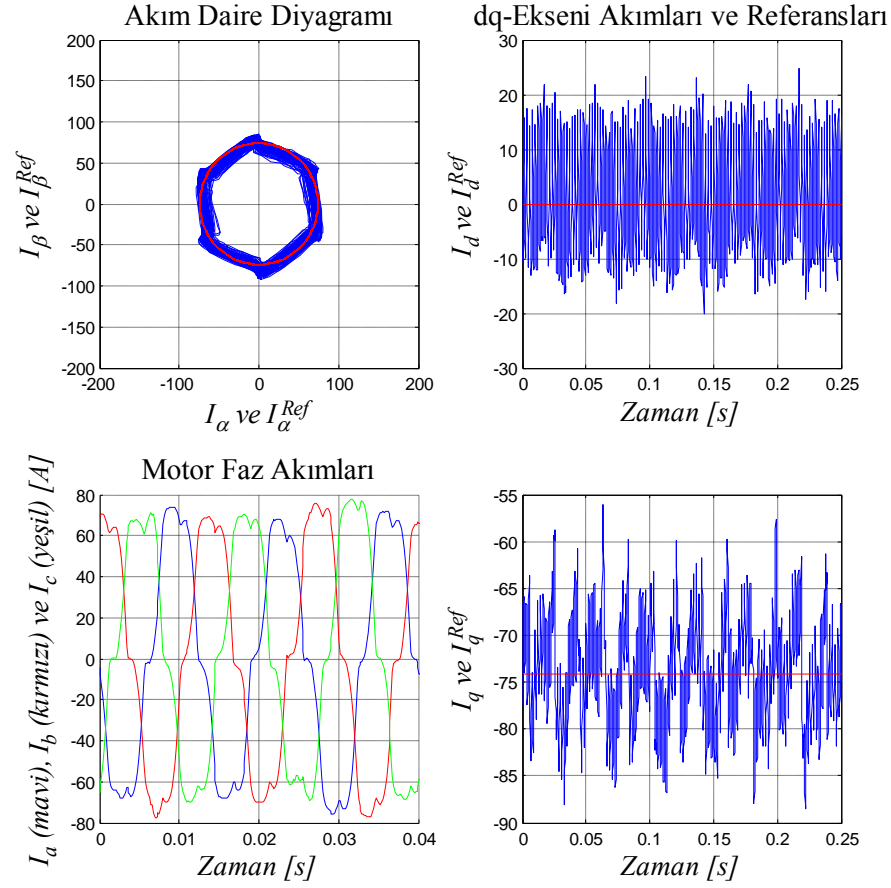 Akım Daire Diyagramı
200
150
100
50
0
-50
-100
-150
-200
-200 -100 0 100 200
I_β ve I_β^Ref
I_α ve I_α^Ref
dq-Ekseni Akımları ve Referansları
30
20
10
0
-10
-20
-30
0 0.05 0.1 0.15 0.2 0.25
I_d ve I_d^Ref
Zaman [s]
Motor Faz Akımları
80
60
40
20
0
-20
-40
-60
-80
0 0.01 0.02 0.03 0.04
I_a (mavi), I_b (kırmızı) ve I_c (yeşil) [A]
Zaman [s]
-55
-60
-65
-70
-75
-80
-85
-90
0 0.05 0.1 0.15 0.2 0.25
I_q ve I_q^Ref
Zaman [s]